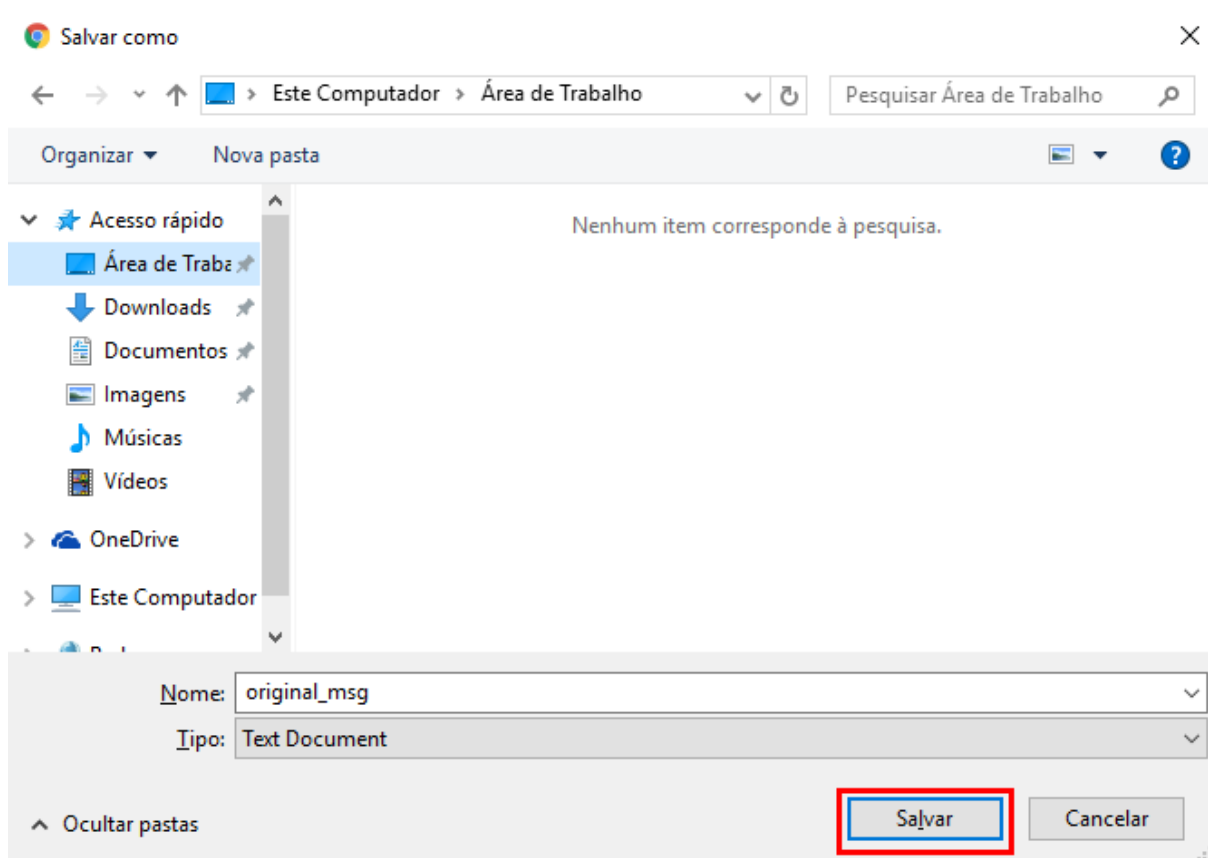 Salvar como
Este Computador > Área de Trabalho
Pesquisar Área de Trabalho
Organizar
Nova pasta
Acesso rápido
Nenhum item corresponde à pesquisa.
Área de Traba
Downloads
Documentos
Imagens
Músicas
Vídeos
OneDrive
Este Computador
Nome: original_msg
Tipo: Text Document
Ocultar pastas
Salvar
Cancelar